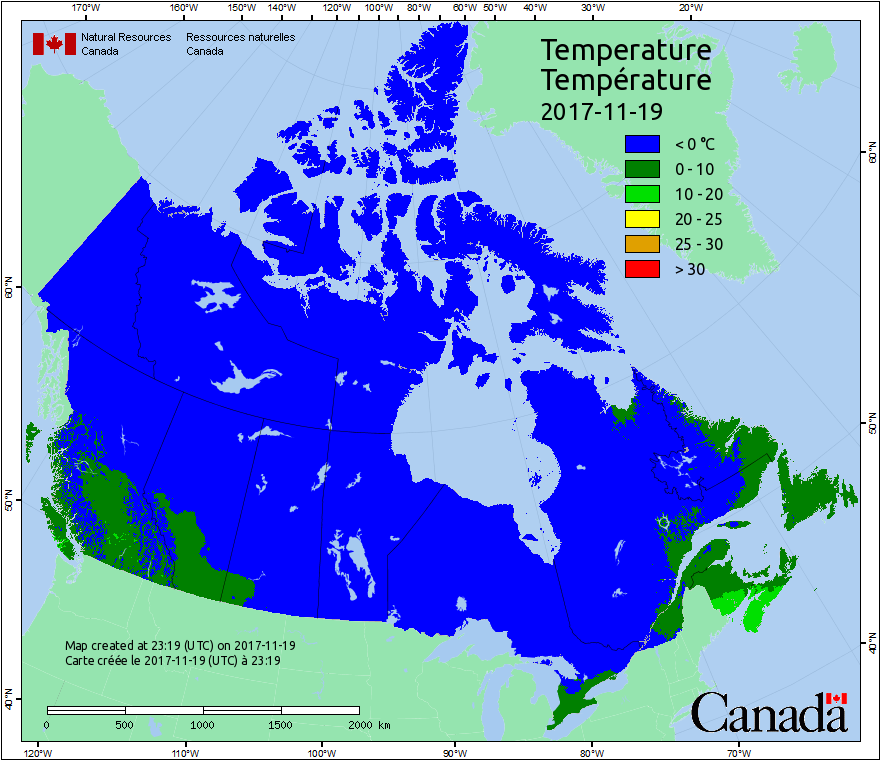 170°W 160°W 150°W 140°W 120°W 100°W 80°W 60°W 50°W 40°W 30°W 20°W
Natural Resources Canada
Ressources naturelles Canada
Temperature
Température
2017-11-19
< 0 °C
0 - 10
10 - 20
20 - 25
25 - 30
> 30
60°N
50°N
40°N
60°N
50°N
40°N
Map created at 23:19 (UTC) on 2017-11-19
Carte créée le 2017-11-19 (UTC) à 23:19
0 500 1000 1500 2000 km
Canada
120°W 110°W 100°W 90°W 80°W 70°W